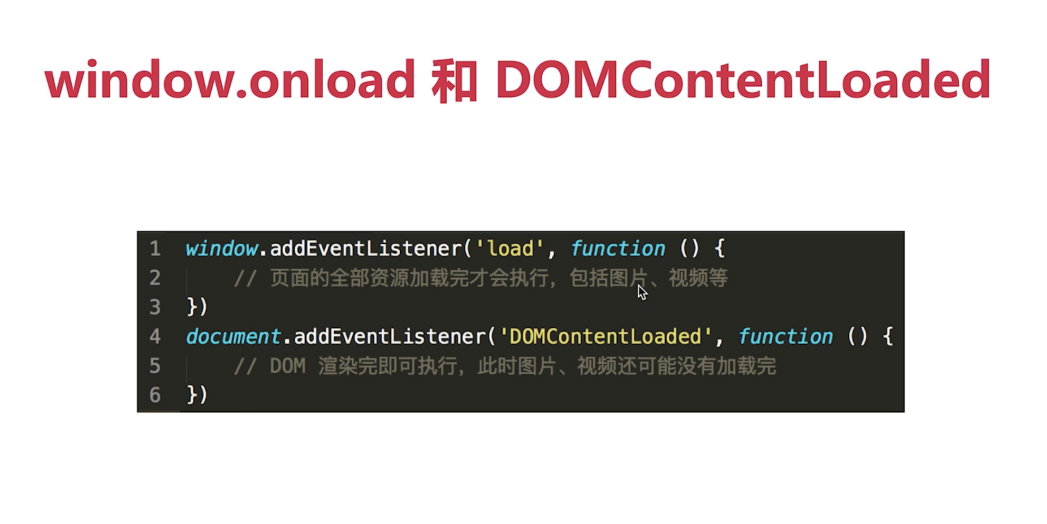 window.onload 和 DOMContentLoaded
1 window.addEventListener('load', function () {
2 // 页面的全部资源加载完才会执行，包括图片、视频等
3 })
4 document.addEventListener('DOMContentLoaded', function () {
5 // DOM 渲染完即可执行，此时图片、视频还可能没有加载完
6 })